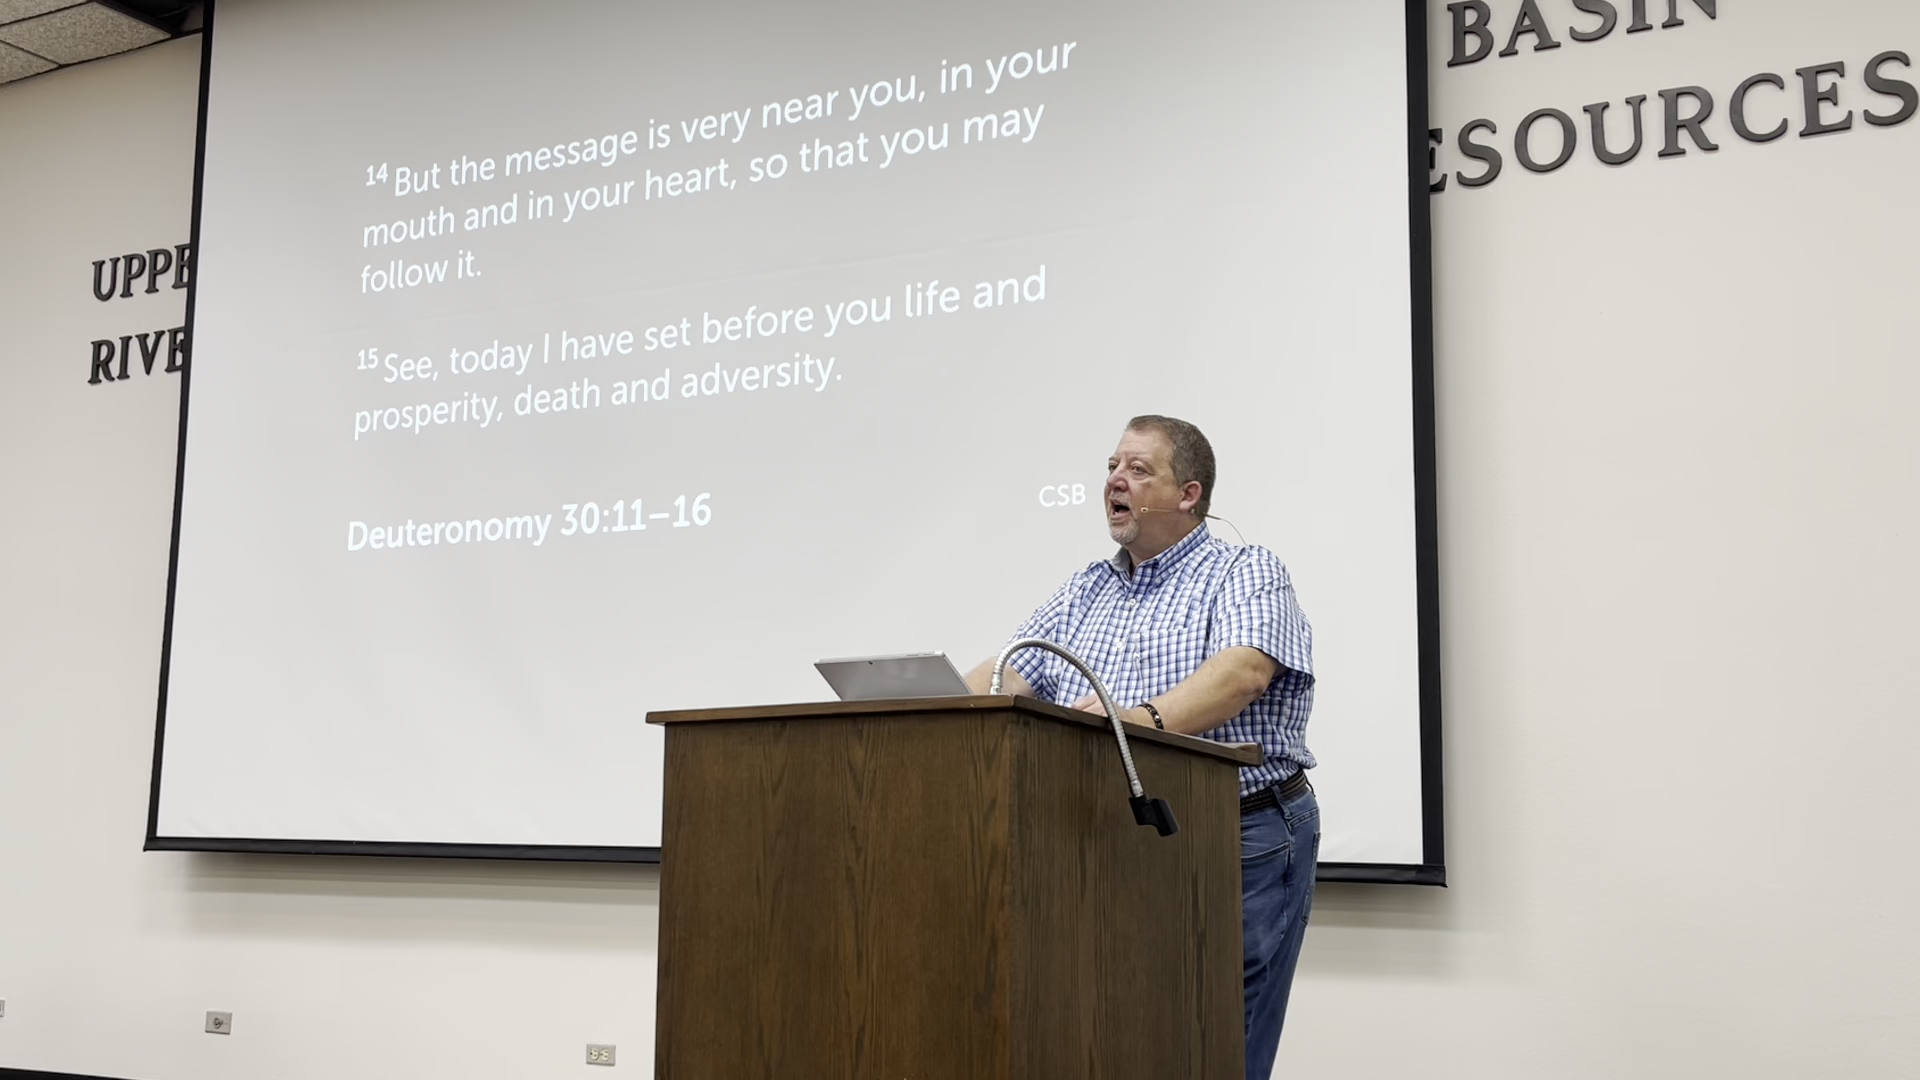 14 But the message is very near you, in your
mouth and in your heart, so that you may
follow it.
15 See, today I have set before you life and
prosperity, death and adversity.
Deuteronomy 30:11–16
CSB
UPPE
RIVE
BASIN
ESOURCES